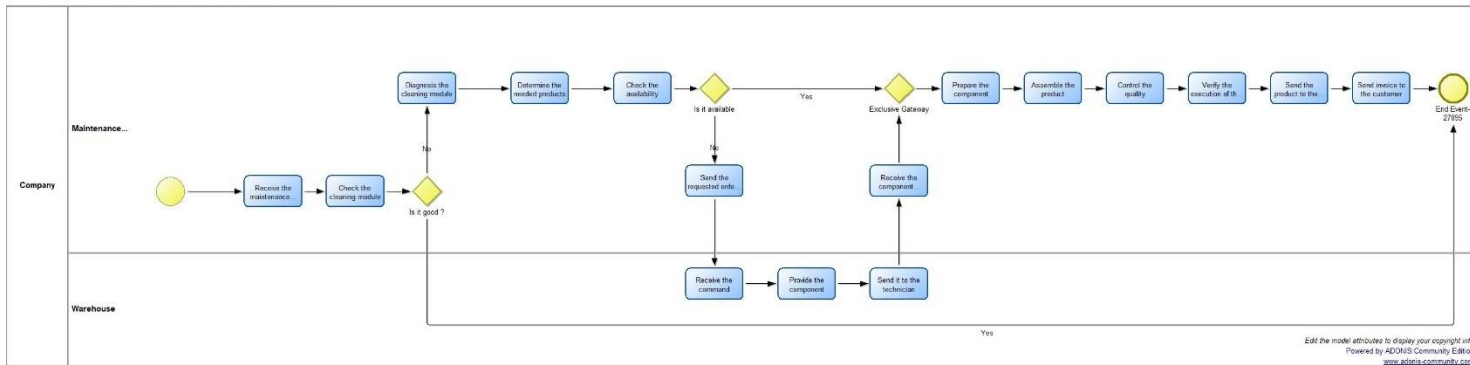 Company
Maintenance...
Warehouse
Receive the
maintenance...
Check the
cleaning module
Is it good ?
No
Yes
Diagnosis the
cleaning module
Determine the
needed products
Check the
availability
Is it available
Yes
No
Send the
requested orde...
Receive the
command
Provide the
component
Send it to the
technician
Receive the
component
Exclusive Gateway
Prepare the
component
Assemble the
product
Control the
quality
Verify the
execution of th...
Send the
product to the...
Send invoice to
the customer
End Event-
27855
Edit the model attributes to display your copyright inf
Powered by ADONIS:Community Editio
www.adonis-community.com